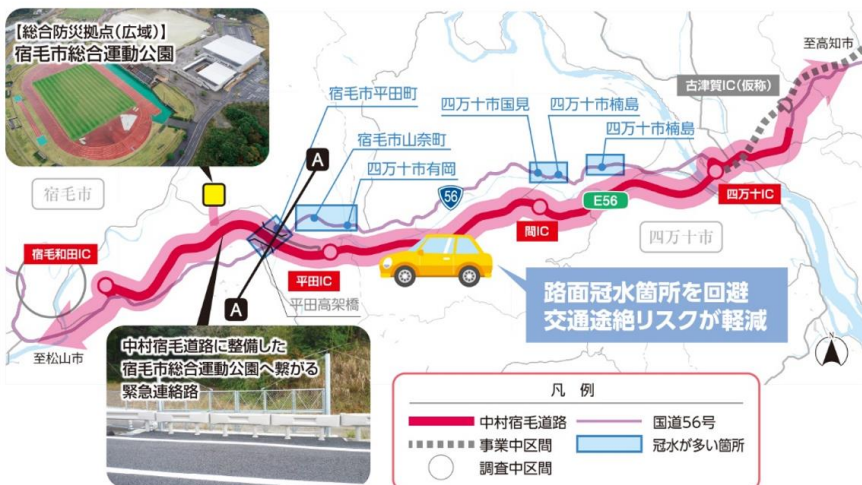 【総合防災拠点(広域)】
宿毛市総合運動公園
至高知市
古津賀IC(仮称)
宿毛市平田町
四万十市国見
四万十市楠島
四万十市楠島
宿毛市山奈町
四万十市有岡
A
56
E56
宿毛市
四万十市
四万十IC
間IC
平田IC
宿毛和田IC
A
平田高架橋
至松山市
路面冠水箇所を回避
交通途絶リスクが軽減
中村宿毛道路に整備した
宿毛市総合運動公園へ繋がる
緊急連絡路
凡例
中村宿毛道路
国道56号
事業中区間
冠水が多い箇所
調査中区間